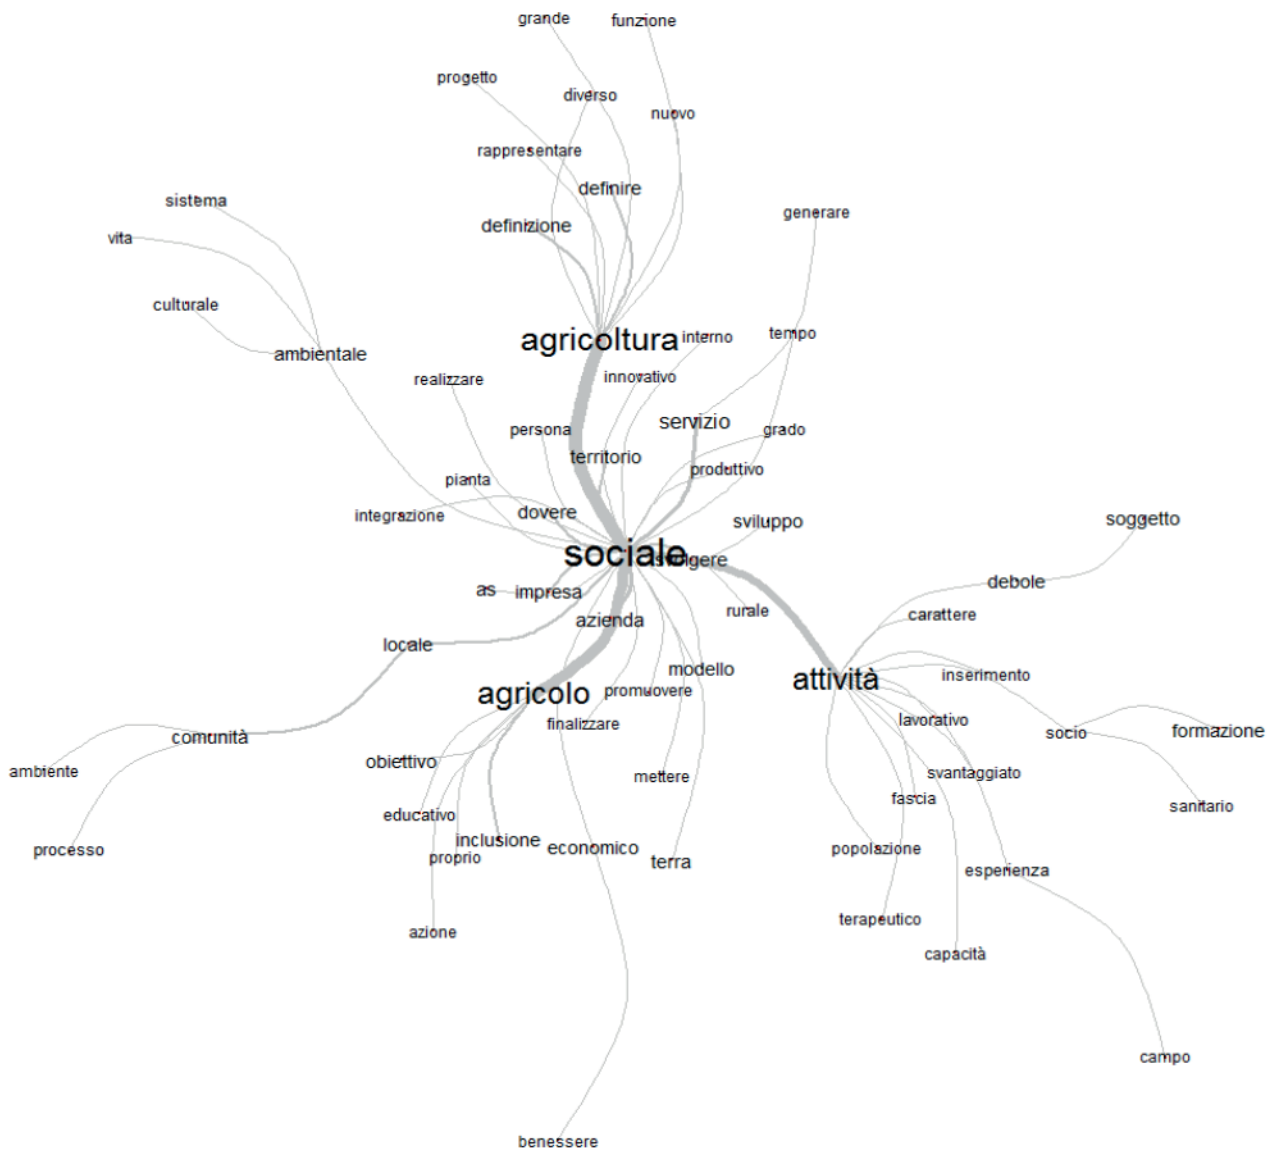 grande
funzione
progetto
diverso
nuovo
rappresentare
definire
sistema
generare
definizione
vita
culturale
tempo
agricoltura
interno
ambientale
innovativo
realizzare
servizio
persona
grado
territorio
produttivo
pianta
dovere
integrazione
sviluppo
soggetto
sociale
svolgere
debole
as
impresa
rurale
carattere
azienda
locale
modello
inserimento
attività
agricolo
promuovere
lavorativo
finalizzare
formazione
socio
comunità
obiettivo
ambiente
mettere
svantaggiato
fascia
sanitario
educativo
inclusione
economico
popolazione
processo
proprio
terra
esperienza
terapeutico
azione
capacità
campo
benessere